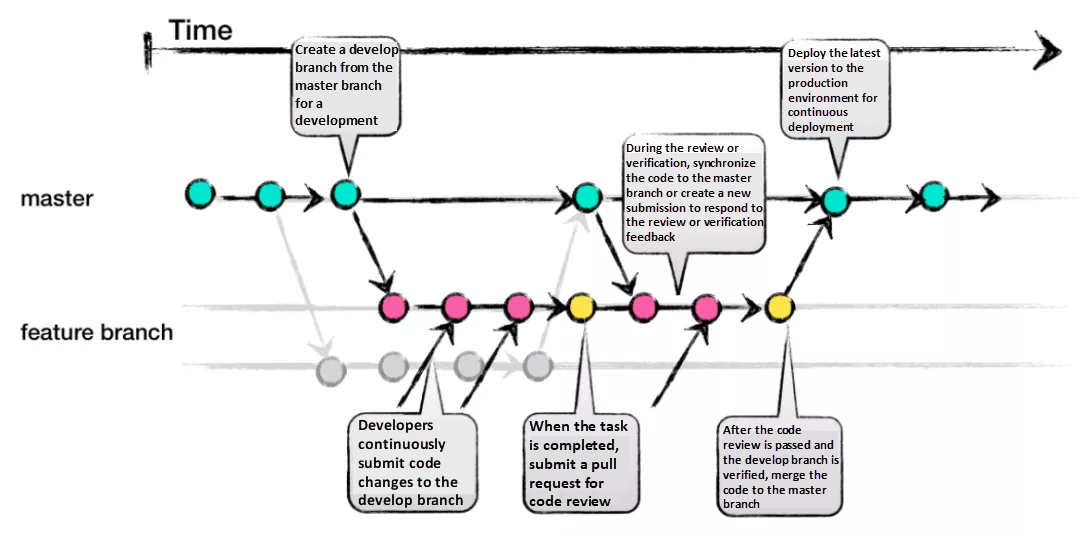 Time
Create a develop
branch from the
master branch
for a
development
Deploy the latest
version to the
production
environment for
continuous
deployment
During the review or
verification, synchronize
the code to the master
branch or create a new
submission to respond to
the review or verification
feedback
master
feature branch
Developers
continuously
submit code
changes to the
develop branch
When the task
is completed,
submit a pull
request for
code review
After the code
review is passed and
the develop branch is
verified, merge the
code to the master
branch